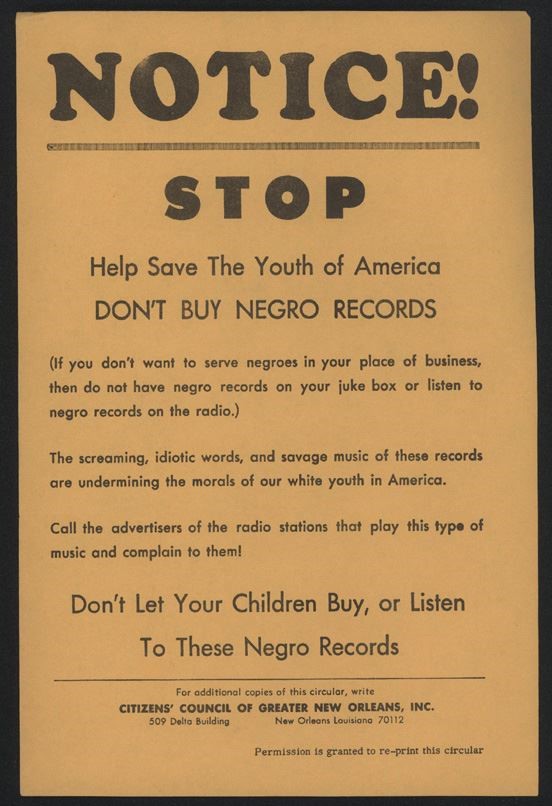 NOTICE!
STOP
Help Save The Youth of America
DON'T BUY NEGRO RECORDS
(If you don't want to serve negroes in your place of business,
then do not have negro records on your juke box or listen to
negro records on the radio.)
The screaming, idiotic words, and savage music of these records
are undermining the morals of our white youth in America.
Call the advertisers of the radio stations that play this type of
music and complain to them!
Don't Let Your Children Buy, or Listen
To These Negro Records
For additional copies of this circular, write
CITIZENS' COUNCIL OF GREATER NEW ORLEANS, INC.
509 Delta Building New Orleans Louisiana 70112
Permission is granted to re-print this circular